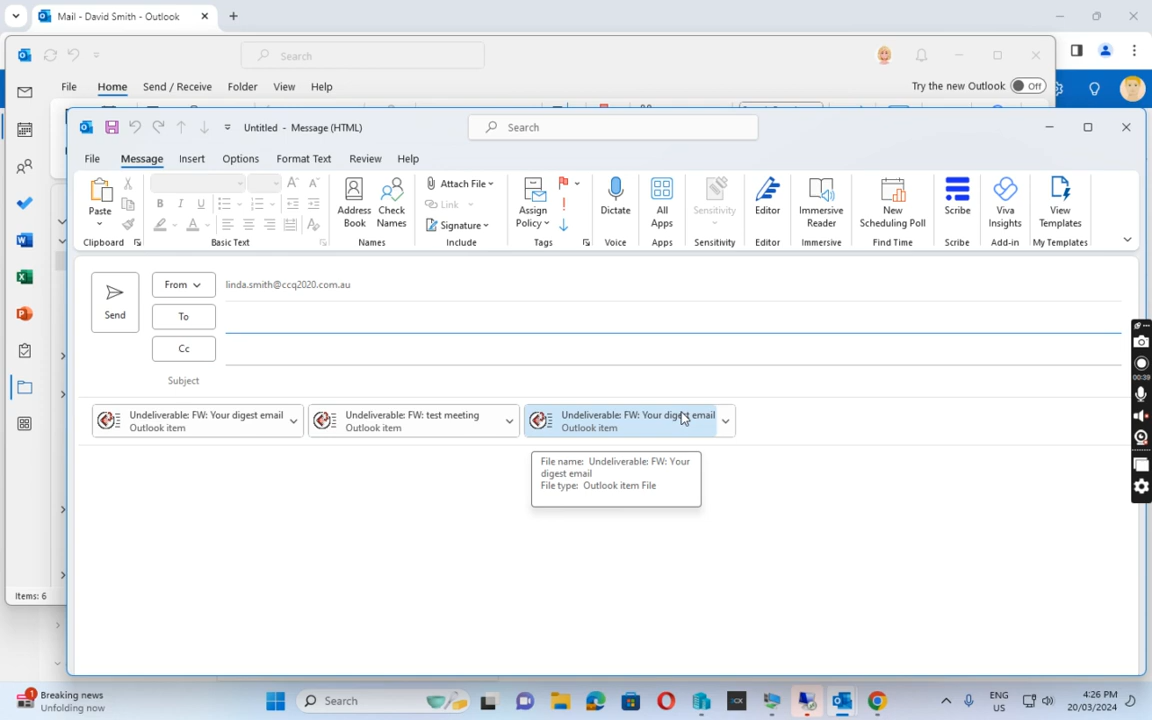 Mail - David Smith - Outlook
Search
File Home Send / Receive Folder View Help
Try the new Outlook Off
Untitled - Message (HTML)
Search
File Message Insert Options Format Text Review Help
Paste
B I U
A A
Address Book
Check Names
Attach File
Link
Signature
Assign Policy
Dictate
All Apps
Sensitivity
Editor
Immersive Reader
New Scheduling Poll
Scribe
Viva Insights
View Templates
Clipboard Basic Text Names Include Tags Voice Apps Sensitivity Editor Immersive Find Time Scribe Add-in My Templates
From linda.smith@ccq2020.com.au
Send
To
Cc
Subject
00:39
Undeliverable: FW: Your digest email
Outlook item
Undeliverable: FW: test meeting
Outlook item
Undeliverable: FW: Your digest email
Outlook item
File name: Undeliverable: FW: Your
digest email
File type: Outlook item File
Items: 6
1
Breaking news
Unfolding now
Search
ENG
US
4:26 PM
20/03/2024